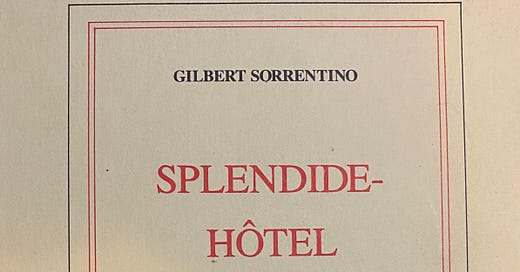 GILBERT SORRENTINO
SPLENDIDE-
HÔTEL